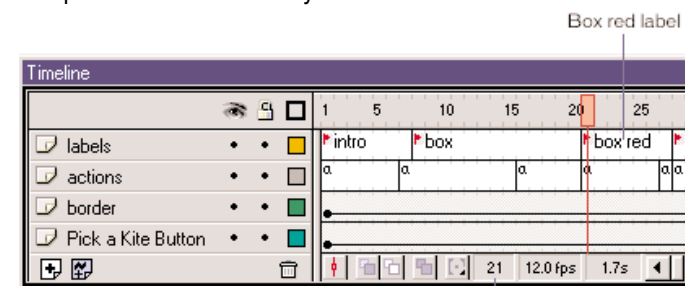 Box red label
Timeline
1 5 10 15 20 25
labels intro box box red
actions a a a a a a
border
Pick a Kite Button
21 12.0 fps 1.7s